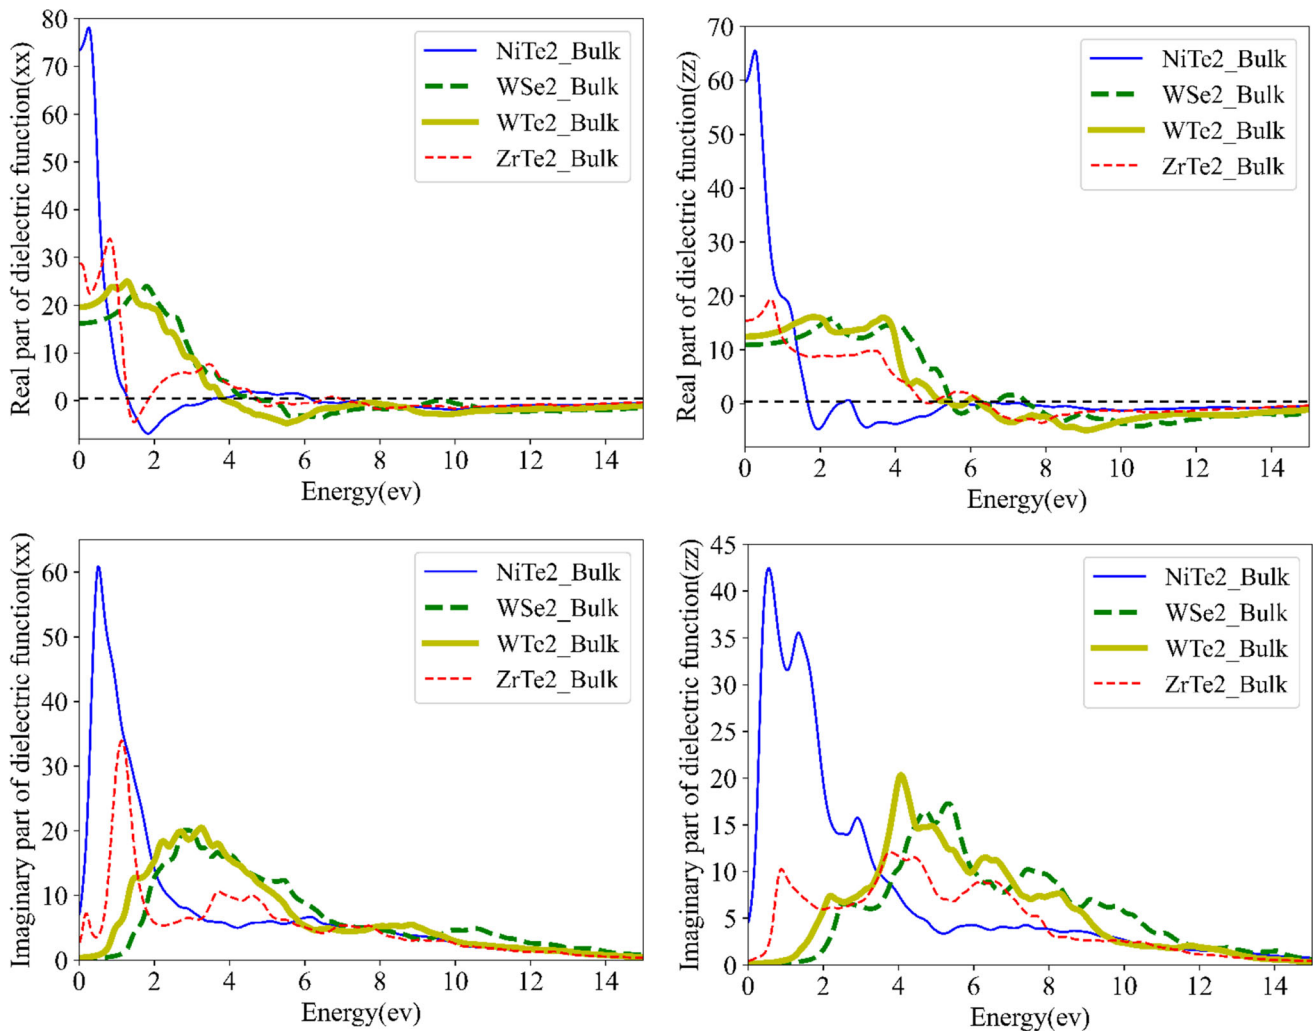 Real part of dielectric function(xx)
80
70
60
50
40
30
20
10
0
NiTe2_Bulk
WSe2_Bulk
WTe2_Bulk
ZrTe2_Bulk
0 2 4 6 8 10 12 14
Energy(ev)
Real part of dielectric function(zz)
70
60
50
40
30
20
10
0
NiTe2_Bulk
WSe2_Bulk
WTe2_Bulk
ZrTe2_Bulk
0 2 4 6 8 10 12 14
Energy(ev)
Imaginary part of dielectric function(xx)
60
50
40
30
20
10
0
NiTe2_Bulk
WSe2_Bulk
WTe2_Bulk
ZrTe2_Bulk
0 2 4 6 8 10 12 14
Energy(ev)
Imaginary part of dielectric function(zz)
45
40
35
30
25
20
15
10
5
0
NiTe2_Bulk
WSe2_Bulk
WTe2_Bulk
ZrTe2_Bulk
0 2 4 6 8 10 12 14
Energy(ev)